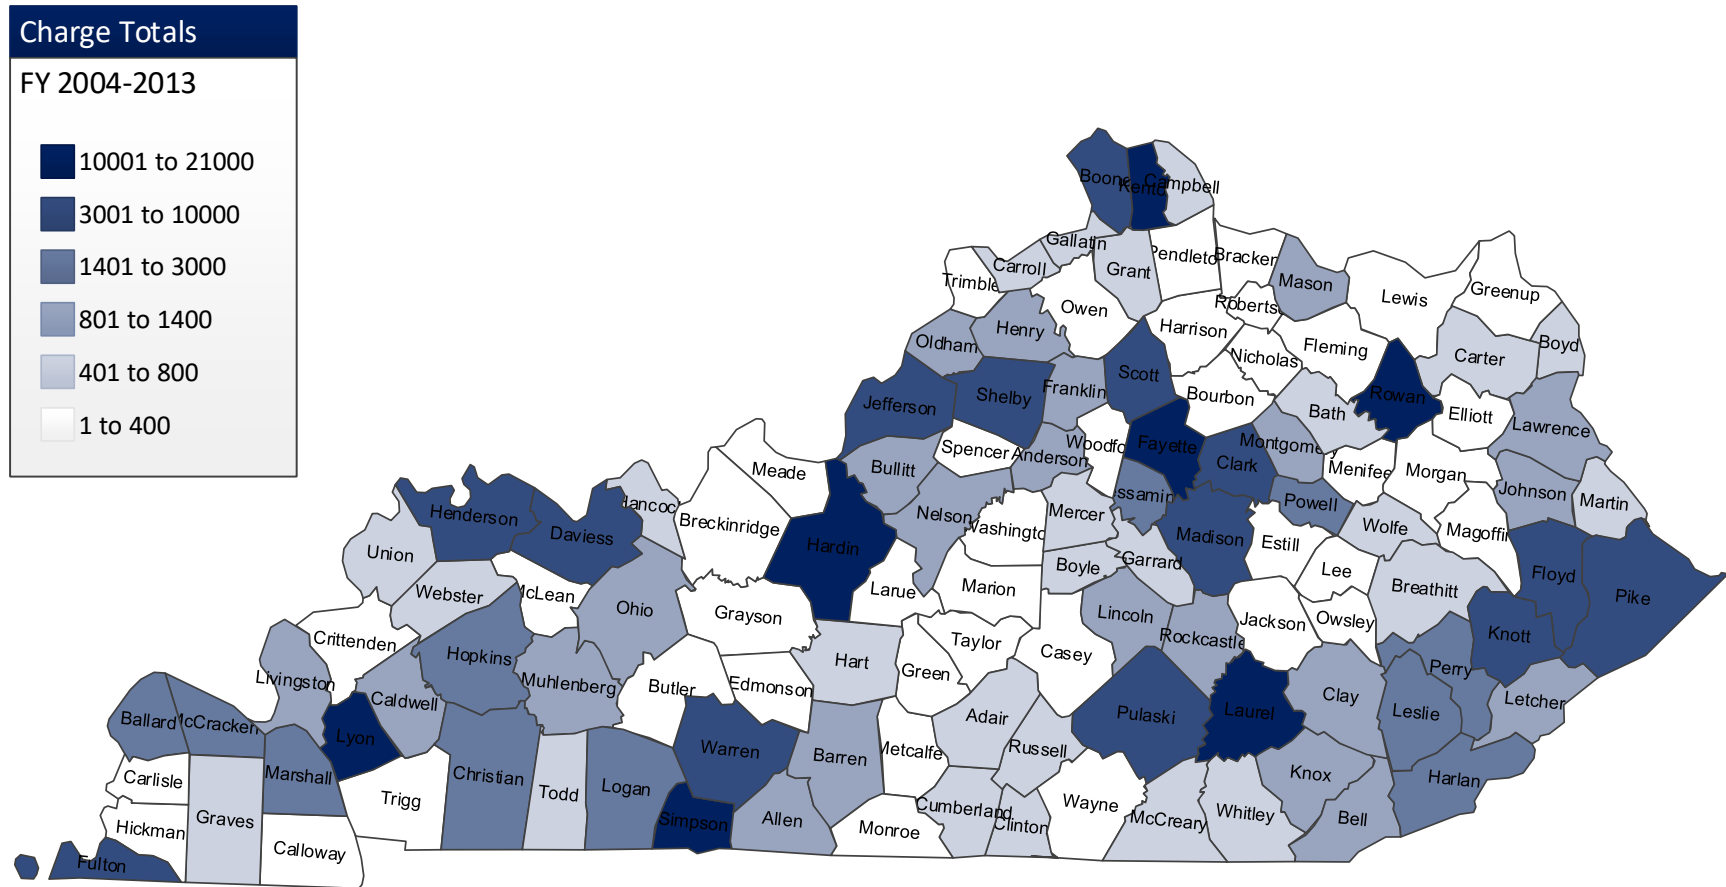 Charge Totals
FY 2004-2013
10001 to 21000
3001 to 10000
1401 to 3000
801 to 1400
401 to 800
1 to 400
Boone
Kento
Campbell
Gallatin
Carroll
Grant
Pendleto
Bracken
Mason
Trimble
Owen
Robertso
Lewis
Greenup
Henry
Harrison
Oldham
Nicholas
Fleming
Carter
Boyd
Jefferson
Shelby
Franklin
Scott
Bourbon
Bath
Rowan
Elliott
Lawrence
Spencer
Anderson
Woodfo
Fayette
Clark
Montgomery
Menifee
Morgan
Meade
Bullitt
Johnson
Martin
Hancoc
Breckinridge
Nelson
Washingto
Mercer
essamin
Powell
Wolfe
Magoffin
Henderson
Daviess
Hardin
Madison
Estill
Union
Boyle
Garrard
Lee
Breathitt
Floyd
Pike
Webster
McLean
Ohio
Grayson
Larue
Marion
Lincoln
Rockcastle
Jackson
Owsley
Knott
Crittenden
Hopkins
Hart
Green
Taylor
Casey
Perry
Livingston
Caldwell
Muhlenberg
Butler
Edmonson
Adair
Pulaski
Laurel
Clay
Leslie
Letcher
Ballard
McCracken
Lyon
Warren
Barren
Metcalfe
Russell
Carlisle
Marshall
Christian
Todd
Logan
Trigg
Knox
Harlan
Hickman
Graves
Simpson
Allen
Monroe
Cumberland
Clinton
Wayne
McCreary
Whitley
Bell
Fulton
Calloway